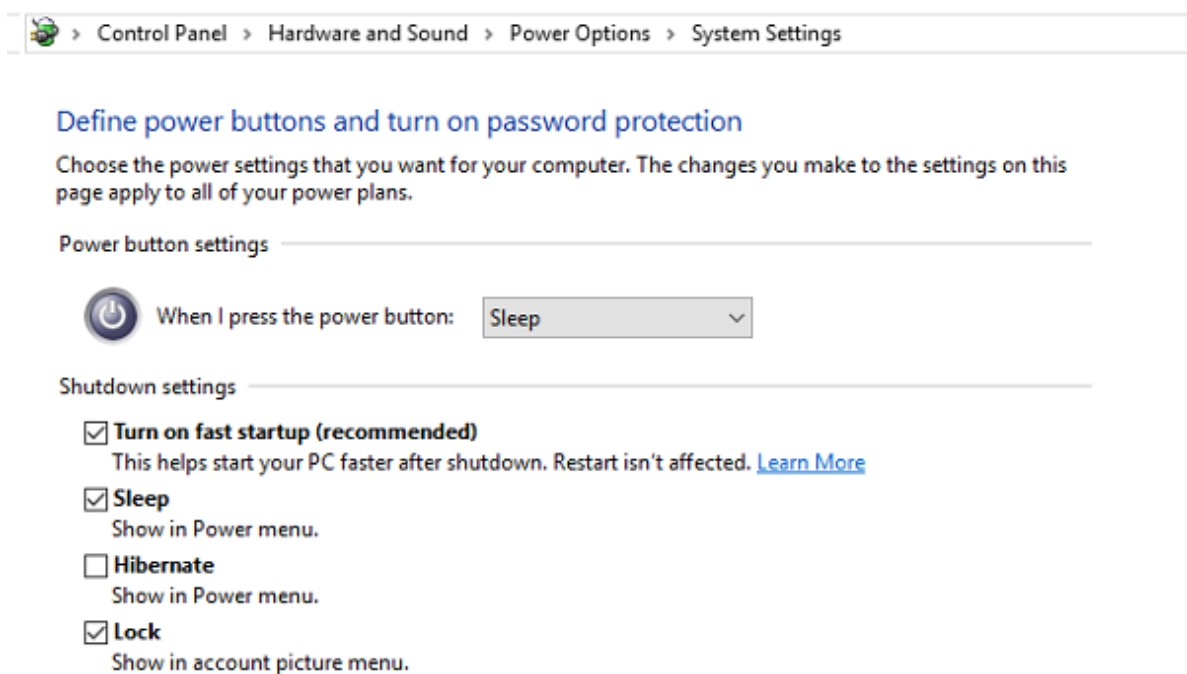 > Control Panel > Hardware and Sound > Power Options > System Settings
Define power buttons and turn on password protection
Choose the power settings that you want for your computer. The changes you make to the settings on this
page apply to all of your power plans.
Power button settings
When I press the power button: Sleep
Shutdown settings
Turn on fast startup (recommended)
This helps start your PC faster after shutdown. Restart isn't affected. Learn More
Sleep
Show in Power menu.
Hibernate
Show in Power menu.
Lock
Show in account picture menu.